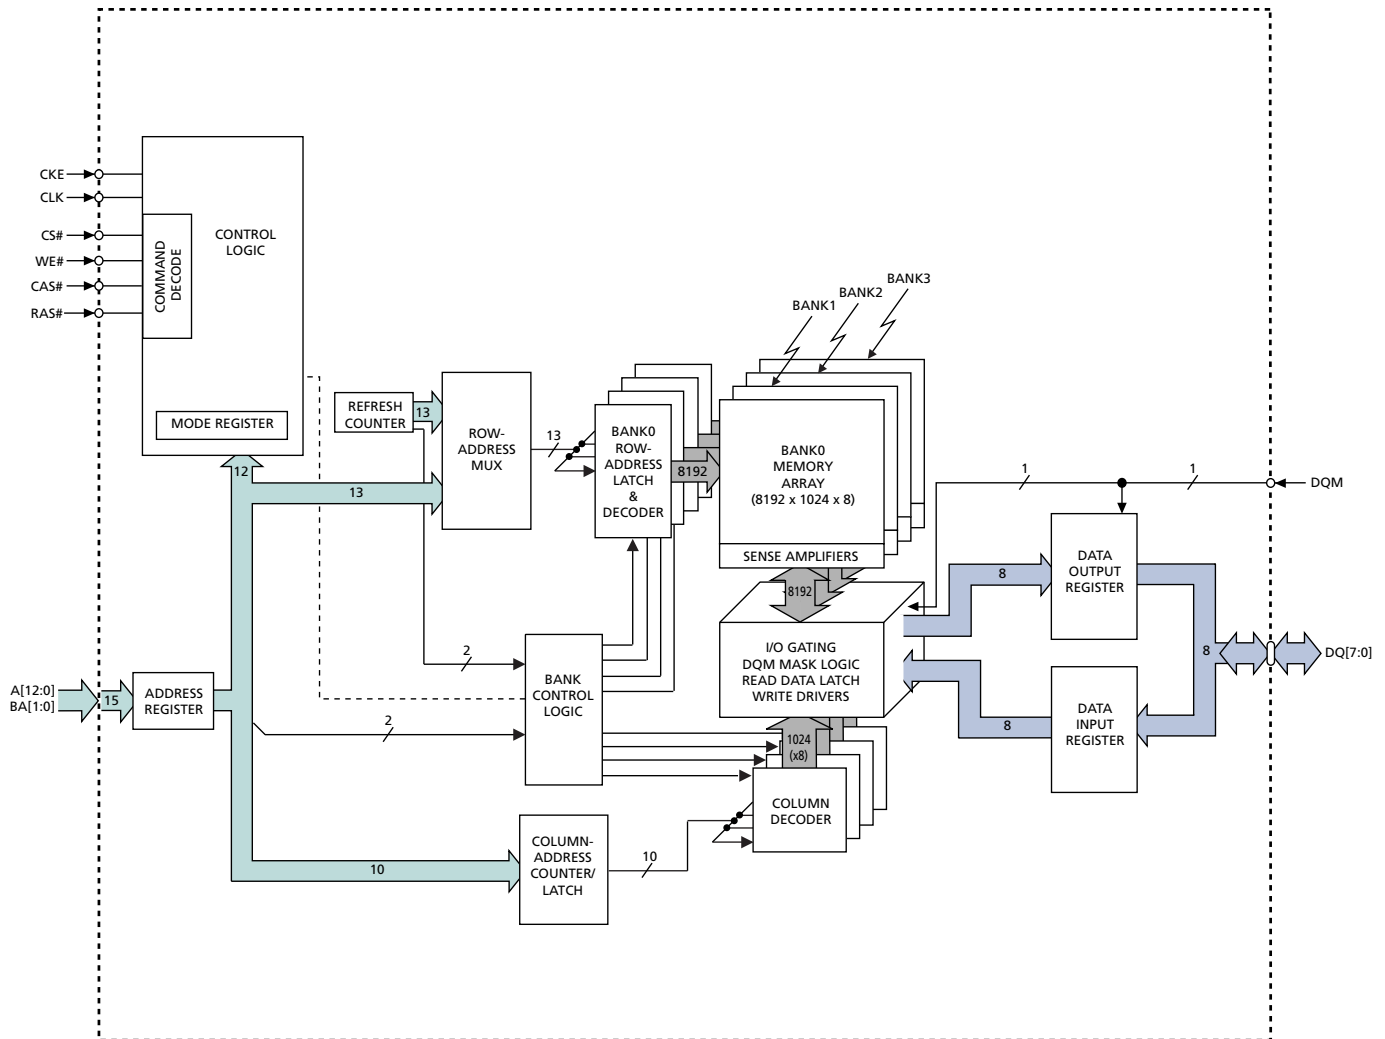 BANK3
BANK2
BANK1
CKE
CLK
CS#
WE#
CAS#
RAS#
COMMAND
DECODE
CONTROL
LOGIC
MODE REGISTER
12
REFRESH
COUNTER
13
ROW-
ADDRESS
MUX
13
13
BANK0
ROW-
ADDRESS
LATCH
&
DECODER
8192
BANK0
MEMORY
ARRAY
(8192 x 1024 x 8)
SENSE AMPLIFIERS
8192
I/O GATING
DQM MASK LOGIC
READ DATA LATCH
WRITE DRIVERS
1
1
DQM
DATA
OUTPUT
REGISTER
8
8
DQ[7:0]
DATA
INPUT
REGISTER
8
A[12:0]
BA[1:0]
15
ADDRESS
REGISTER
2
2
BANK
CONTROL
LOGIC
1024
(x8)
COLUMN
DECODER
10
COLUMN-
ADDRESS
COUNTER/
LATCH
10